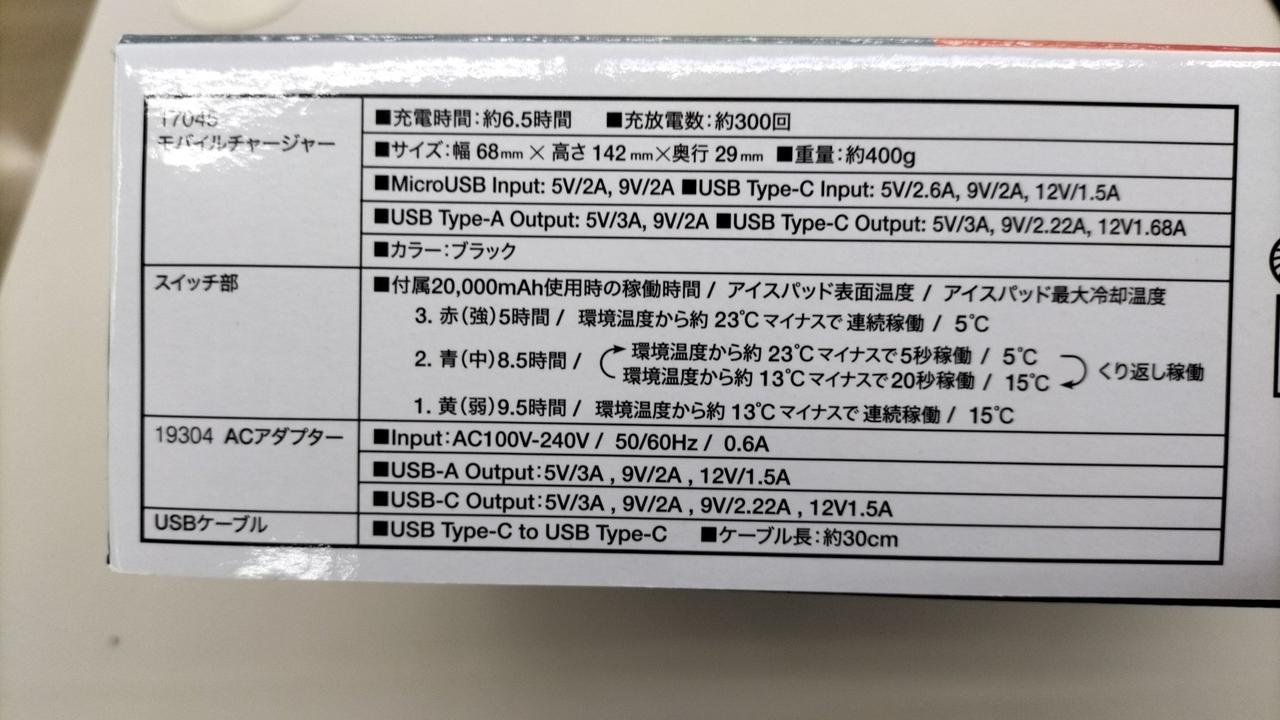 17045
モバイルチャージャー
■充電時間：約6.5時間 ■充放電数：約300回
■サイズ：幅 68mm × 高さ 142 mm×奥行 29mm ■重量：約400g
■MicroUSB Input: 5V/2A, 9V/2A ■USB Type-C Input: 5V/2.6A, 9V/2A, 12V/1.5A
■USB Type-A Output: 5V/3A, 9V/2A ■USB Type-C Output: 5V/3A, 9V/2.22A, 12V1.68A
■カラー：ブラック
スイッチ部
■付属20,000mAh使用時の稼働時間 / アイスパッド表面温度 / アイスパッド最大冷却温度
3. 赤（強）5時間 / 環境温度から約 23℃ マイナスで 連続稼働 / 5℃
2. 青（中）8.5時間 / 環境温度から約 23℃ マイナスで 5秒稼働 / 5℃
環境温度から約 13℃ マイナスで 20秒稼働 / 15℃ くり返し稼働
1. 黄（弱）9.5時間 / 環境温度から約 13℃ マイナスで 連続稼働 / 15℃
19304 ACアダプター
■Input：AC100V-240V / 50/60Hz / 0.6A
■USB-A Output：5V/3A , 9V/2A , 12V/1.5A
■USB-C Output：5V/3A , 9V/2A , 9V/2.22A , 12V1.5A
USBケーブル
■USB Type-C to USB Type-C ■ケーブル長：約30cm